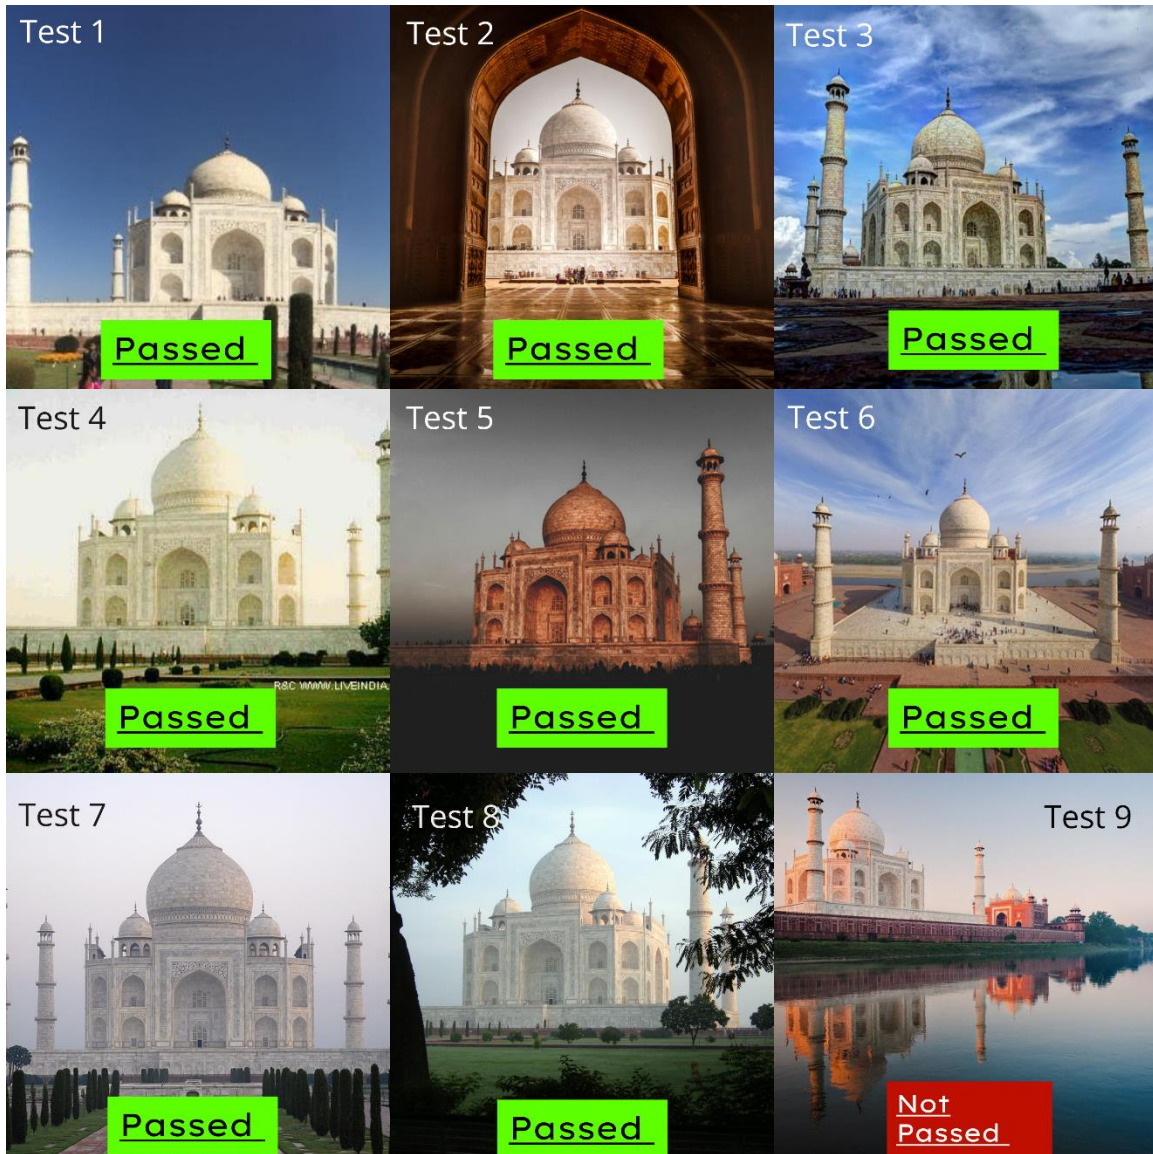 Test 1
Test 2
Test 3
Passed
Passed
Passed
Test 4
Test 5
Test 6
R&C WWW.LIVEINDIA
Passed
Passed
Passed
Test 7
Test 8
Test 9
Passed
Passed
Not
Passed